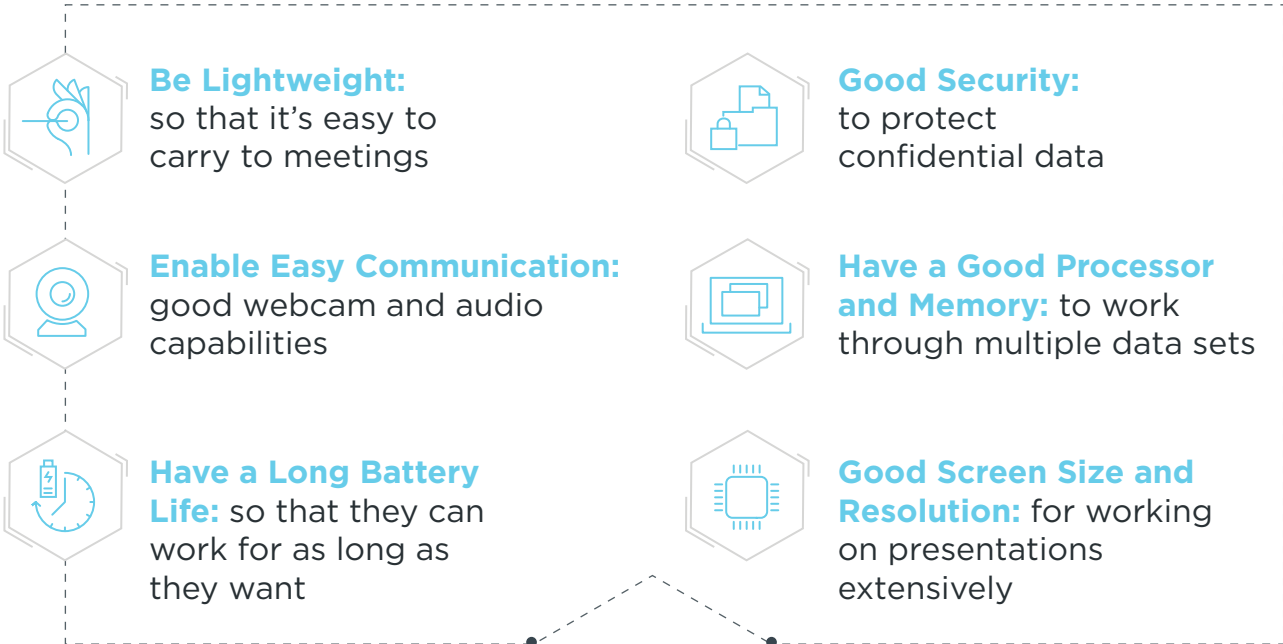 Be Lightweight:
so that it’s easy to
carry to meetings
Enable Easy Communication:
good webcam and audio
capabilities
Have a Long Battery
Life: so that they can
work for as long as
they want
Good Security:
to protect
confidential data
Have a Good Processor
and Memory: to work
through multiple data sets
Good Screen Size and
Resolution: for working
on presentations
extensively